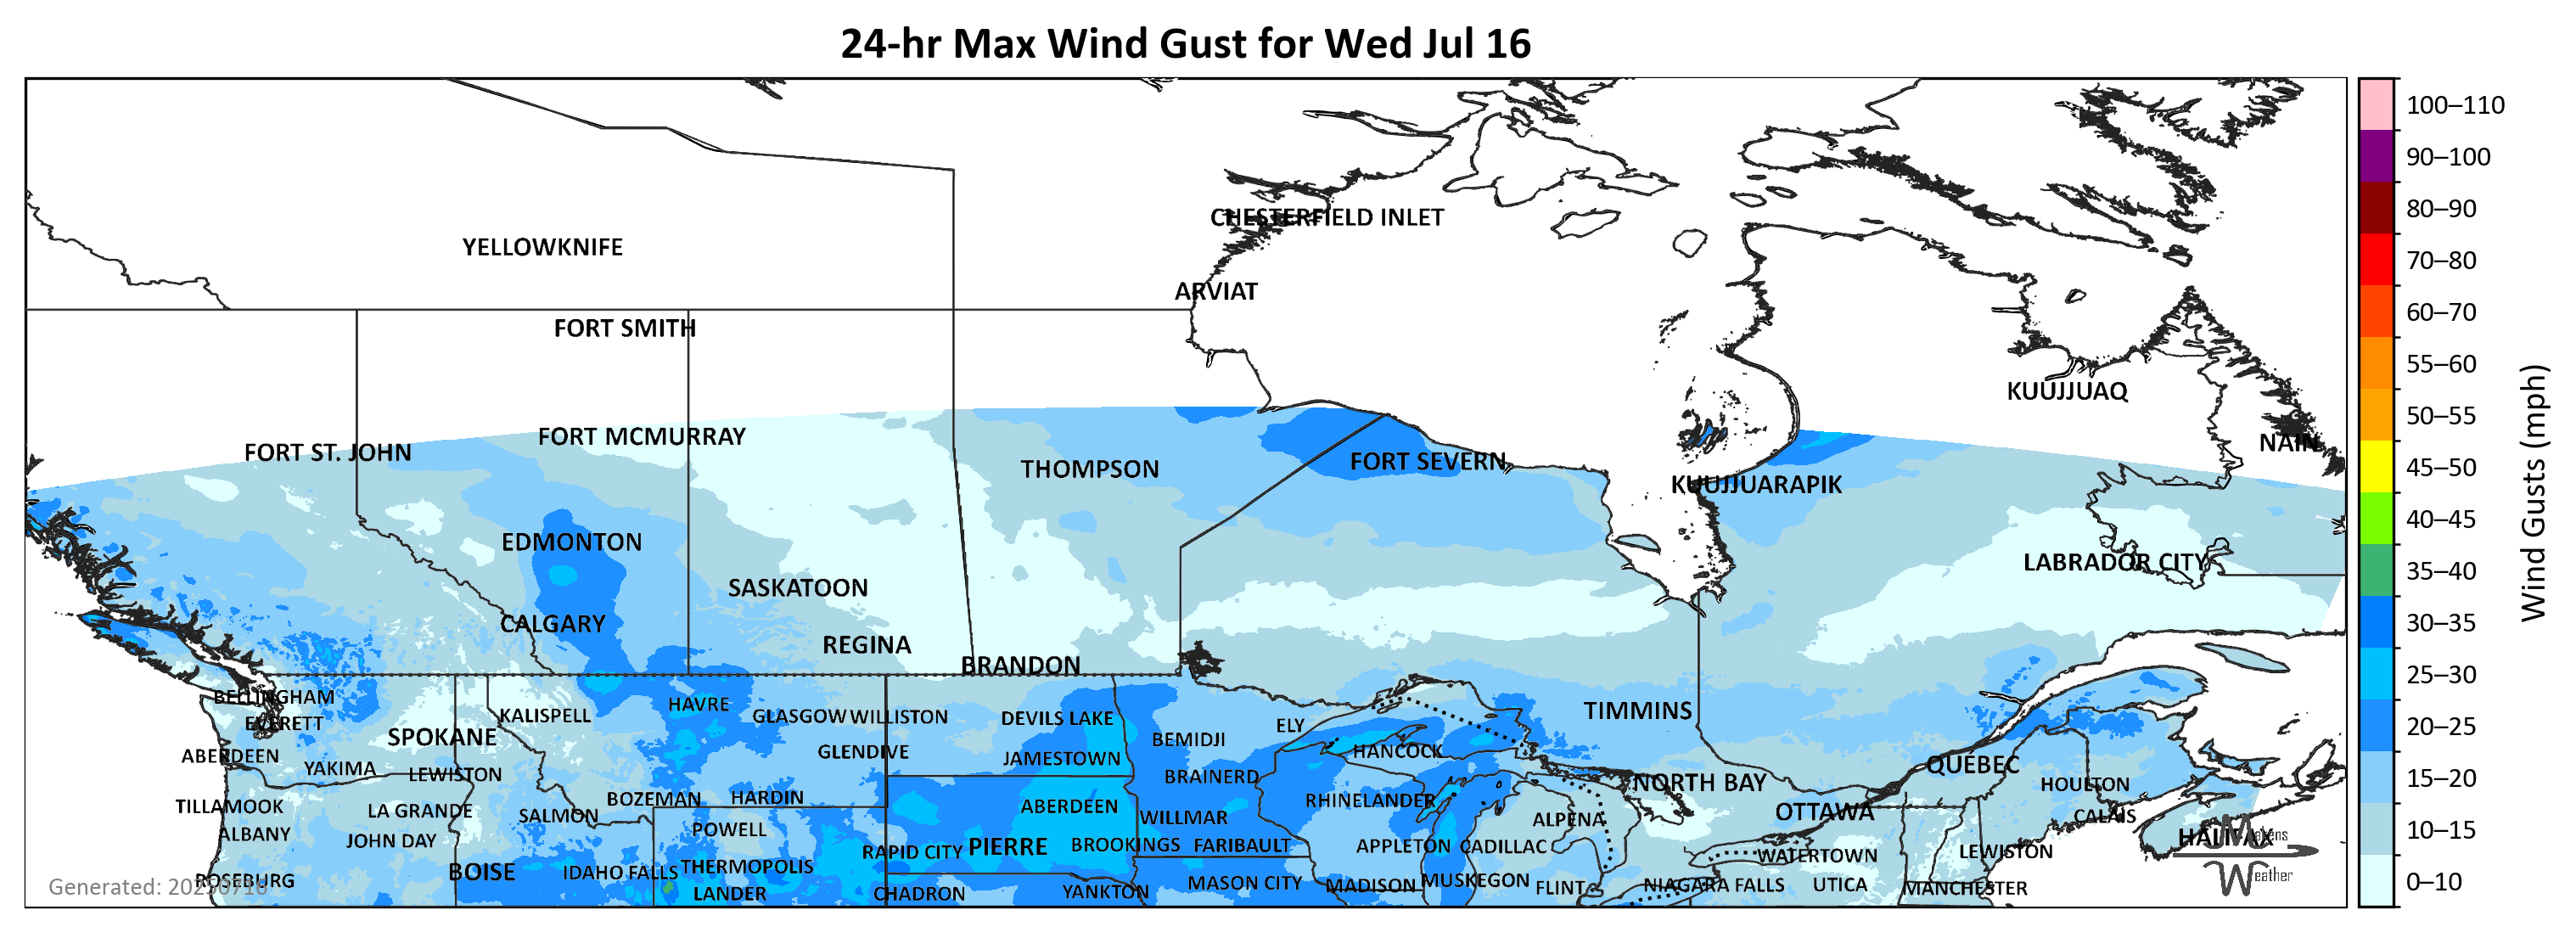 24-hr Max Wind Gust for Wed Jul 16
100–110
90–100
80–90
70–80
60–70
55–60
50–55
45–50
40–45
35–40
30–35
25–30
20–25
15–20
10–15
0–10
Wind Gusts (mph)
CHESTERFIELD INLET
YELLOWKNIFE
ARVIAT
FORT SMITH
KUUJJUAQ
FORT MCMURRAY
NAIN
FORT ST. JOHN
FORT SEVERN
THOMPSON
KUUJJUARAPIK
EDMONTON
LABRADOR CITY
SASKATOON
CALGARY
REGINA
BRANDON
BELLINGHAM
HAVRE
TIMMINS
KALISPELL
GLASGOW
WILLISTON
DEVILS LAKE
EVERETT
ELY
SPOKANE
BEMIDJI
HANCOCK
GLENDIVE
ABERDEEN
JAMESTOWN
QUÉBEC
YAKIMA
LEWISTON
BRAINERD
NORTH BAY
HOULTON
BOZEMAN
HARDIN
RHINELANDER
TILLAMOOK
ABERDEEN
LA GRANDE
SALMON
OTTAWA
CALAIS
WILLMAR
ALPENA
POWELL
ALBANY
HALIFAX
JOHN DAY
PIERRE
BROOKINGS
FARIBAULT
APPLETON
CADILLAC
RAPID CITY
LEWISTON
WATERTOWN
THERMOPOLIS
BOISE
IDAHO FALLS
ROSEBURG
MUSKEGON
MASON CITY
MADISON
NIAGARA FALLS
UTICA
FLINT
MANCHESTER
LANDER
CHADRON
YANKTON
Generated: 20250716
Makens
Weather